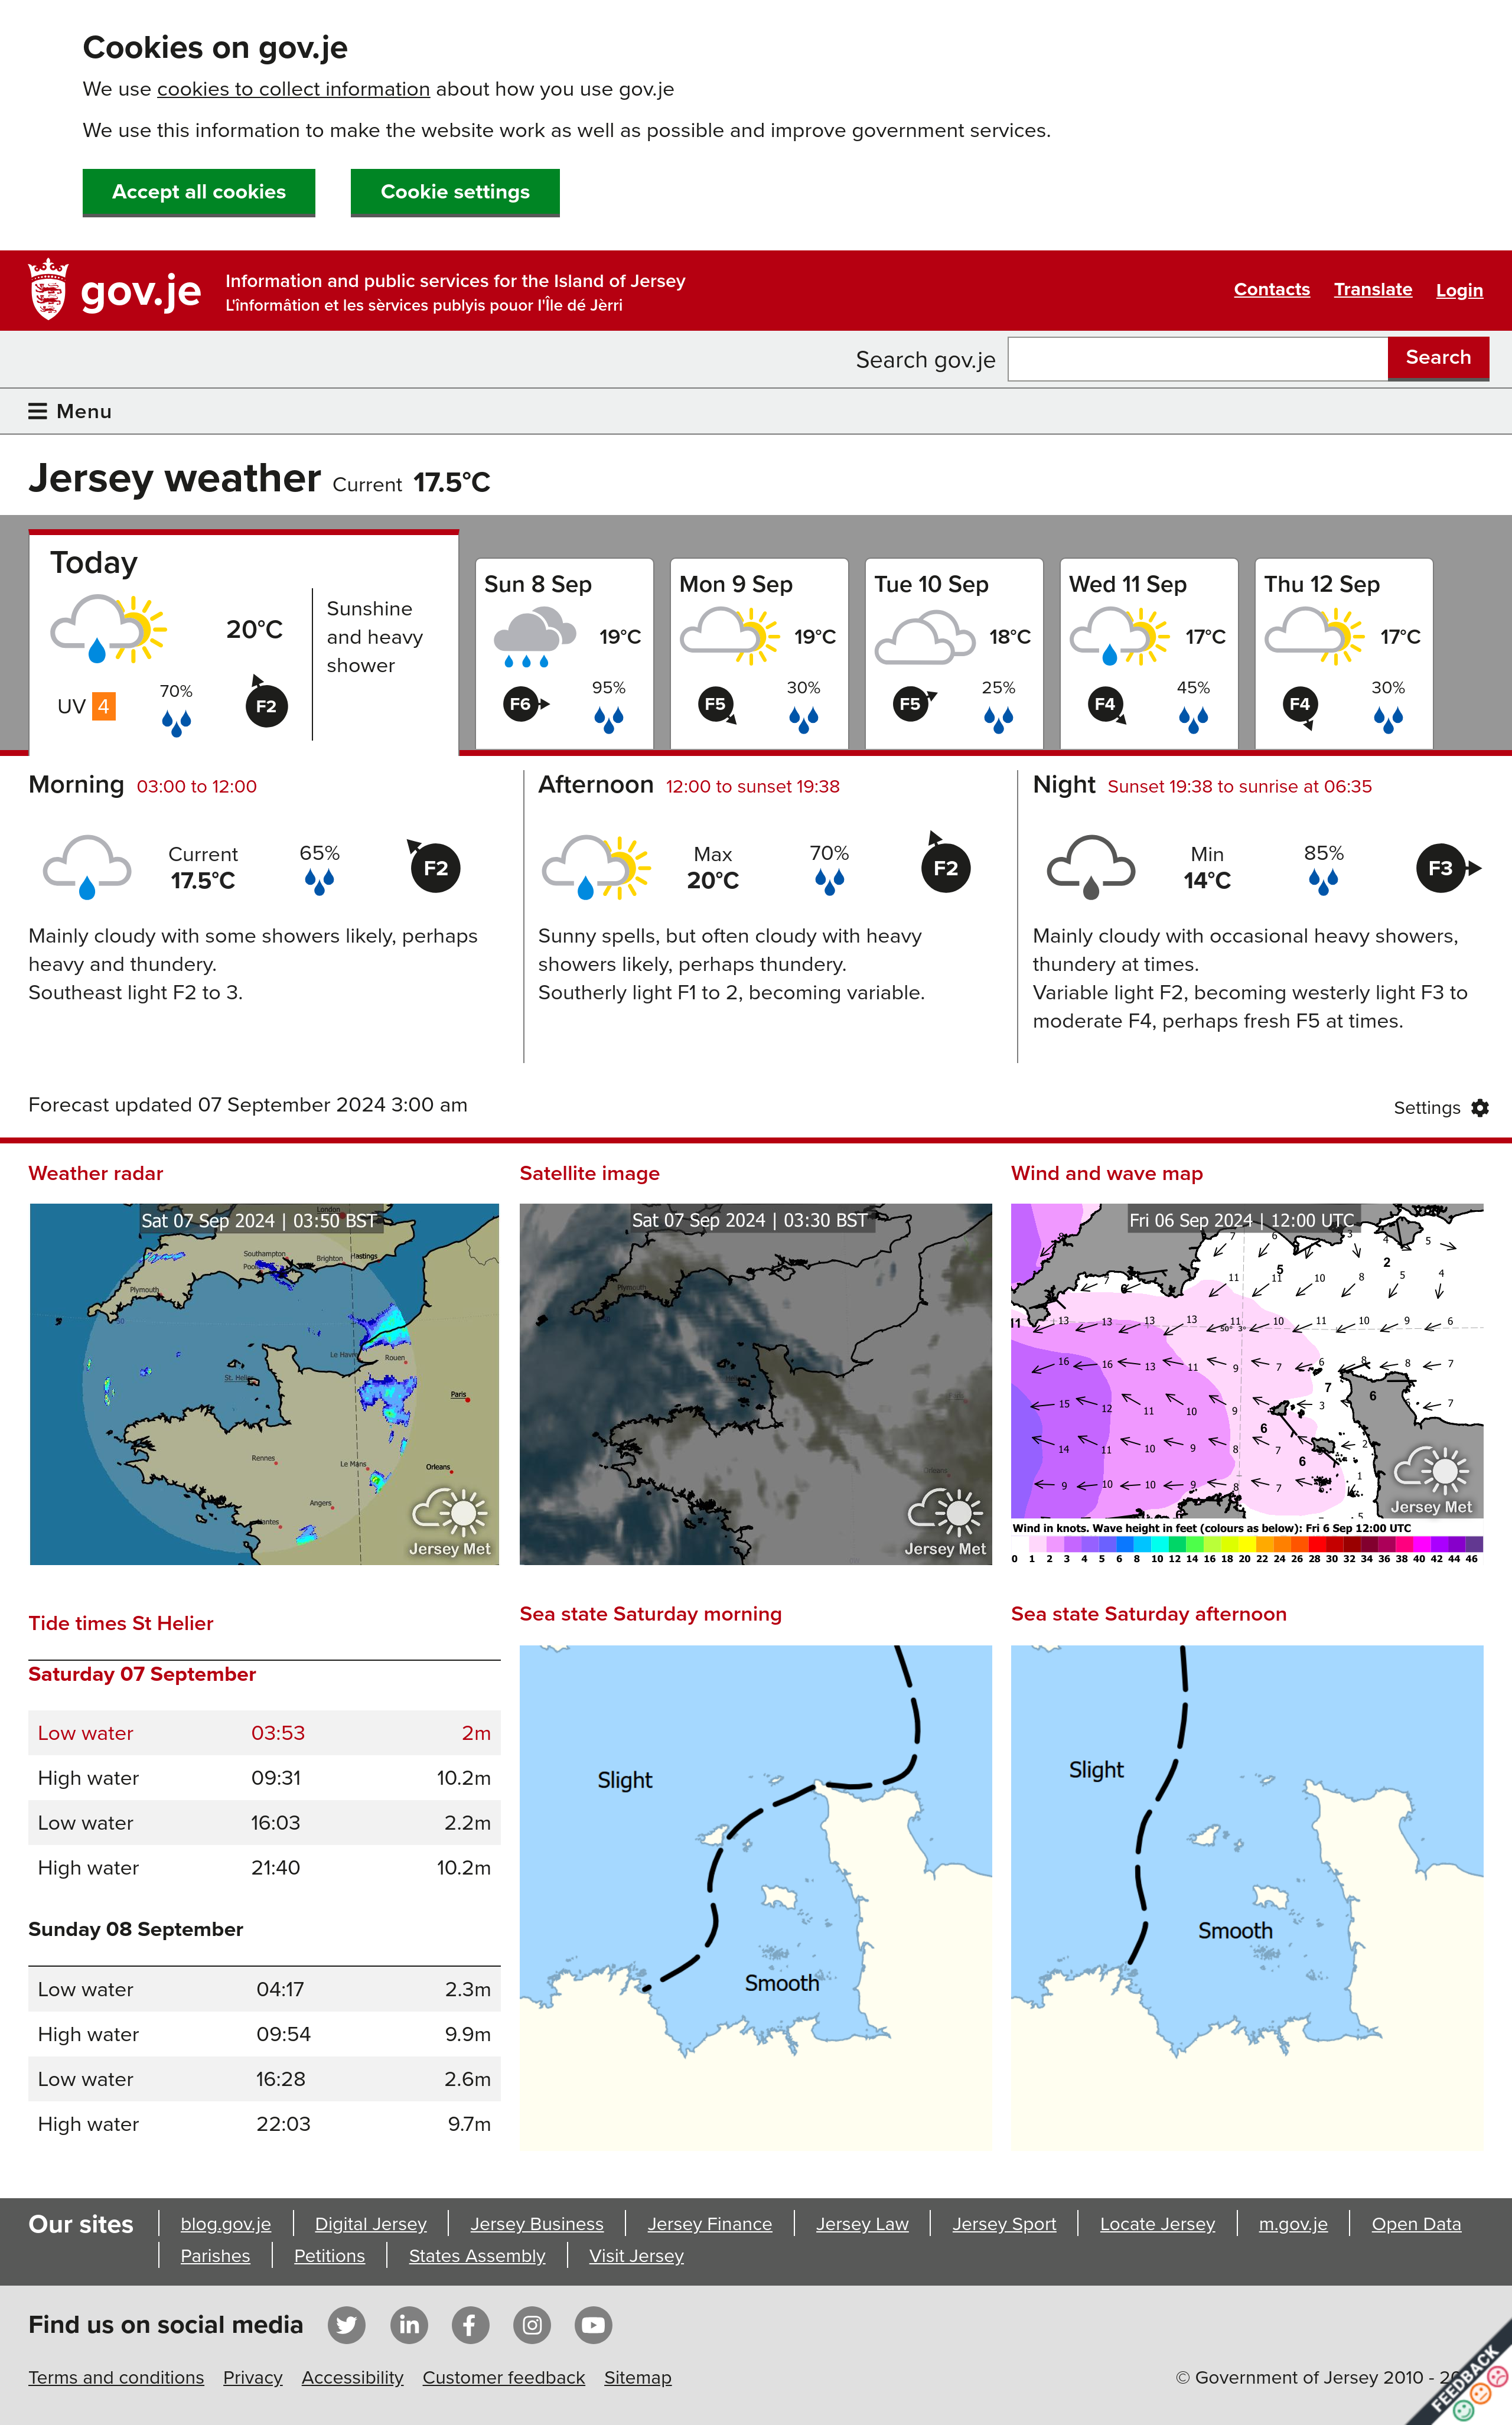 Cookies on gov.je
We use cookies to collect information about how you use gov.je
We use this information to make the website work as well as possible and improve government services.
Accept all cookies
Cookie settings
gov.je
Information and public services for the Island of Jersey
L'înformâtion et les sèrvices publyis pouor l'Île dé Jèrri
Contacts
Translate
Login
Search gov.je
Search
Menu
Jersey weather Current 17.5°C
Today
20°C
Sunshine
and heavy
shower
UV 4
70%
F2
Sun 8 Sep
19°C
F6
95%
Mon 9 Sep
19°C
F5
30%
Tue 10 Sep
18°C
F5
25%
Wed 11 Sep
17°C
F4
45%
Thu 12 Sep
17°C
F4
30%
Morning 03:00 to 12:00
Current
17.5°C
65%
F2
Mainly cloudy with some showers likely, perhaps
heavy and thundery.
Southeast light F2 to 3.
Afternoon 12:00 to sunset 19:38
Max
20°C
70%
F2
Sunny spells, but often cloudy with heavy
showers likely, perhaps thundery.
Southerly light F1 to 2, becoming variable.
Night Sunset 19:38 to sunrise at 06:35
Min
14°C
85%
F3
Mainly cloudy with occasional heavy showers,
thundery at times.
Variable light F2, becoming westerly light F3 to
moderate F4, perhaps fresh F5 at times.
Forecast updated 07 September 2024 3:00 am
Settings
Weather radar
Sat 07 Sep 2024 | 03:50 BST
London
Southampton
Brighton
Hastings
Plymouth
Le Havre
Rouen
St. Helier
Paris
Rennes
Le Mans
Orleans
Angers
Nantes
Jersey Met
Satellite image
Sat 07 Sep 2024 | 03:30 BST
Plymouth
Jersey Met
Wind and wave map
Fri 06 Sep 2024 | 12:00 UTC
Jersey Met
Wind in knots. Wave height in feet (colours as below): Fri 6 Sep 12:00 UTC
0 1 2 3 4 5 6 8 10 12 14 16 18 20 22 24 26 28 30 32 34 36 38 40 42 44 46
Tide times St Helier
Saturday 07 September
Low water 03:53 2m
High water 09:31 10.2m
Low water 16:03 2.2m
High water 21:40 10.2m
Sunday 08 September
Low water 04:17 2.3m
High water 09:54 9.9m
Low water 16:28 2.6m
High water 22:03 9.7m
Sea state Saturday morning
Slight
Smooth
Sea state Saturday afternoon
Slight
Smooth
Our sites
blog.gov.je
Digital Jersey
Jersey Business
Jersey Finance
Jersey Law
Jersey Sport
Locate Jersey
m.gov.je
Open Data
Parishes
Petitions
States Assembly
Visit Jersey
Find us on social media
Terms and conditions
Privacy
Accessibility
Customer feedback
Sitemap
© Government of Jersey 2010 - 20
FEEDBACK